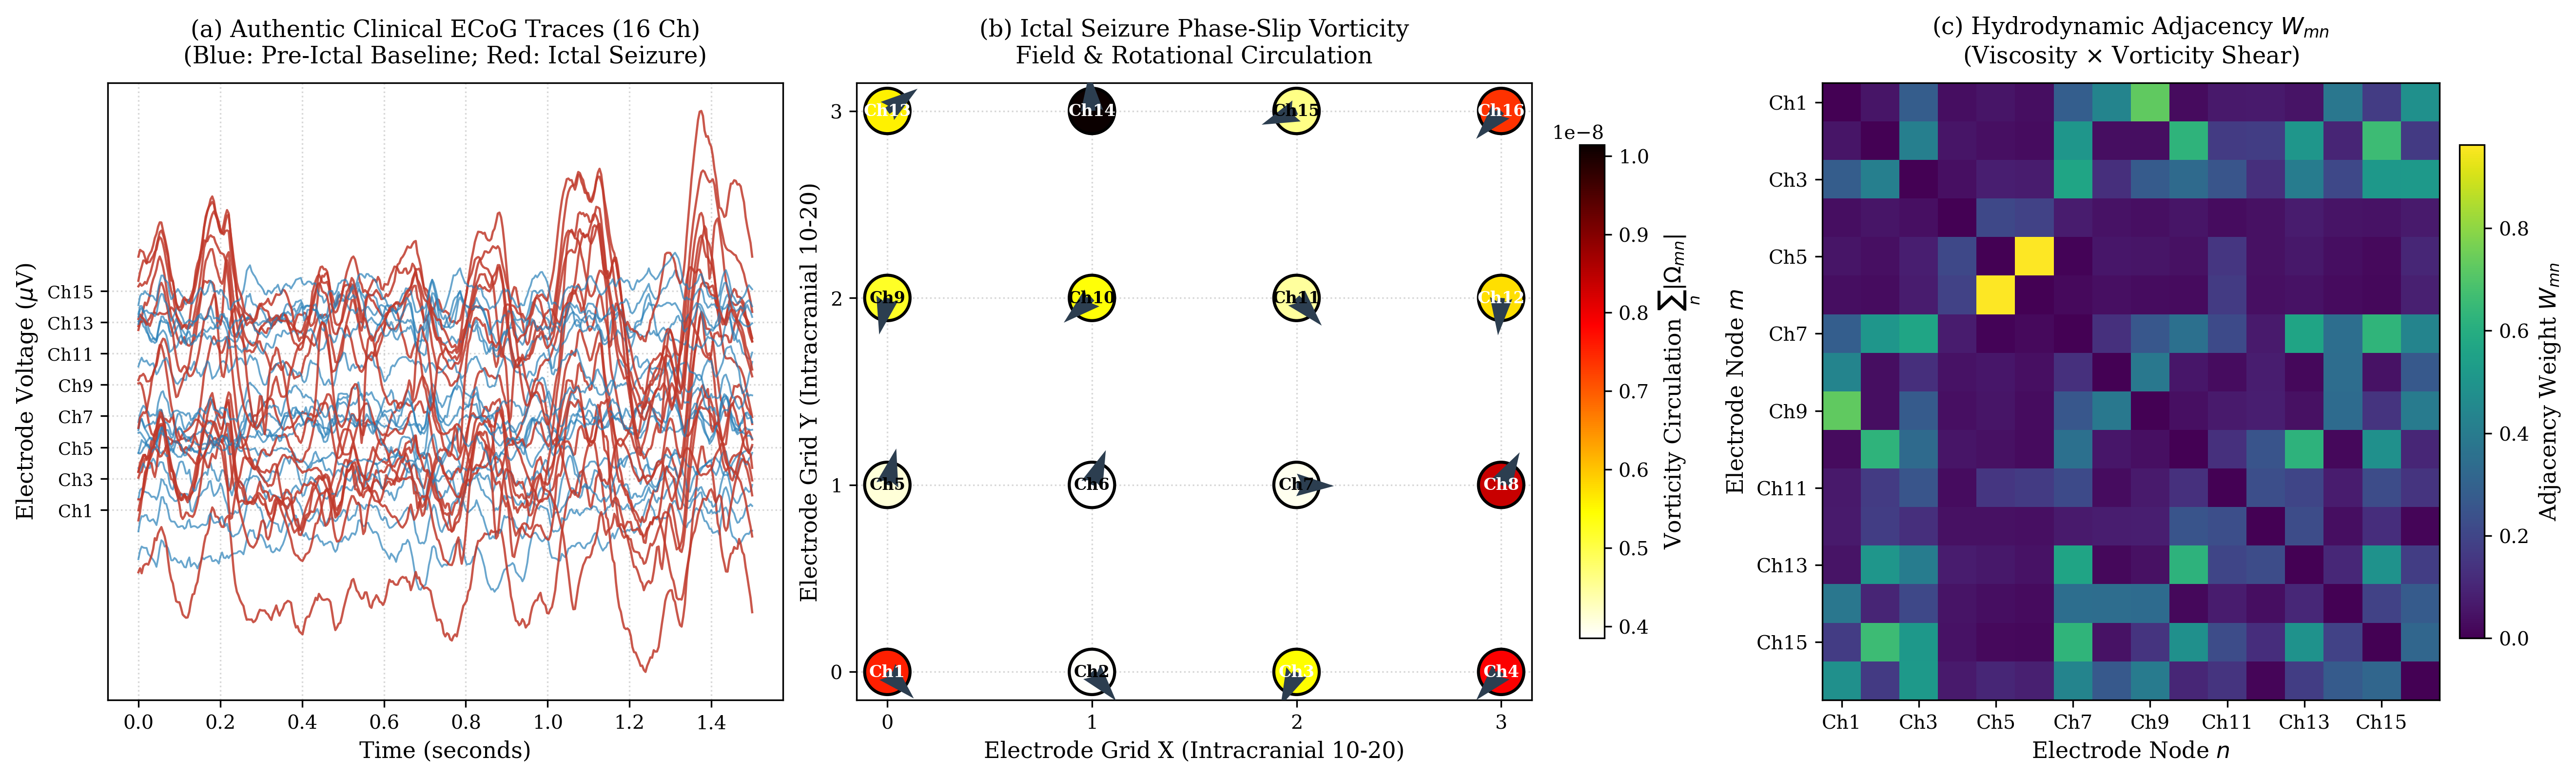 (a) Authentic Clinical ECoG Traces (16 Ch)
(Blue: Pre-Ictal Baseline; Red: Ictal Seizure)
Electrode Voltage (μV)
Ch15
Ch13
Ch11
Ch9
Ch7
Ch5
Ch3
Ch1
0.0 0.2 0.4 0.6 0.8 1.0 1.2 1.4
Time (seconds)
(b) Ictal Seizure Phase-Slip Vorticity
Field & Rotational Circulation
Electrode Grid Y (Intracranial 10-20)
3
2
1
0
Ch13 Ch14 Ch15 Ch16
Ch9 Ch10 Ch11 Ch12
Ch5 Ch6 Ch7 Ch8
Ch1 Ch2 Ch3 Ch4
0 1 2 3
Electrode Grid X (Intracranial 10-20)
1e−8
1.0
0.9
0.8
0.7
0.6
0.5
0.4
Vorticity Circulation ∑n|Ωmn|
(c) Hydrodynamic Adjacency Wmn
(Viscosity × Vorticity Shear)
Electrode Node m
Ch1
Ch3
Ch5
Ch7
Ch9
Ch11
Ch13
Ch15
Ch1 Ch3 Ch5 Ch7 Ch9 Ch11 Ch13 Ch15
Electrode Node n
0.8
0.6
0.4
0.2
0.0
Adjacency Weight Wmn